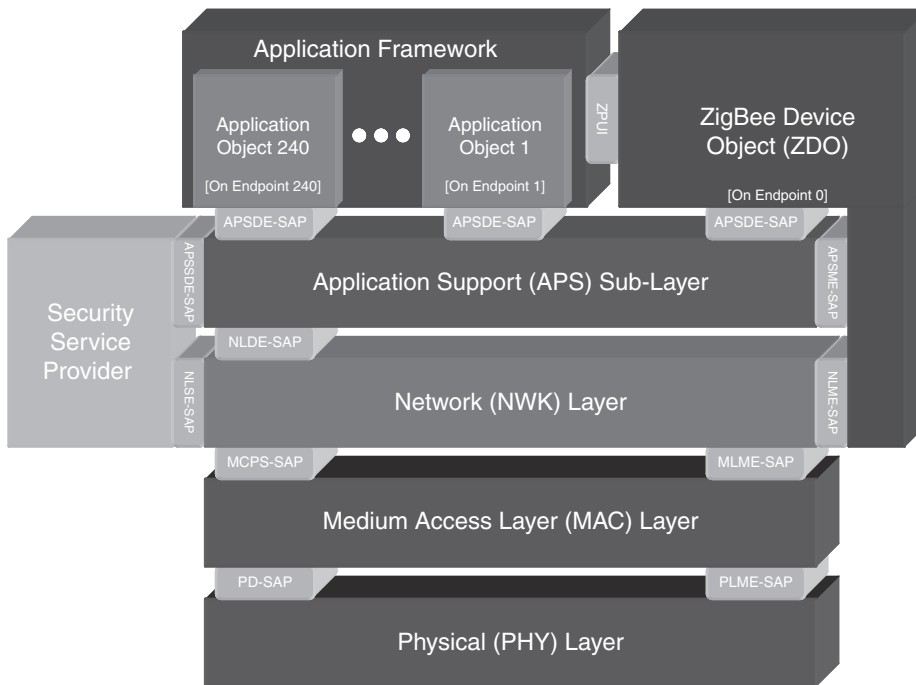 Application Framework
Application
Object 240
[On Endpoint 240]
Application
Object 1
[On Endpoint 1]
ZPUI
ZigBee Device
Object (ZDO)
[On Endpoint 0]
APSDE-SAP
APSDE-SAP
APSDE-SAP
Security
Service
Provider
APSSDE-SAP
Application Support (APS) Sub-Layer
APSME-SAP
NLDE-SAP
NLSE-SAP
Network (NWK) Layer
NLME-SAP
MCPS-SAP
MLME-SAP
Medium Access Layer (MAC) Layer
PD-SAP
PLME-SAP
Physical (PHY) Layer